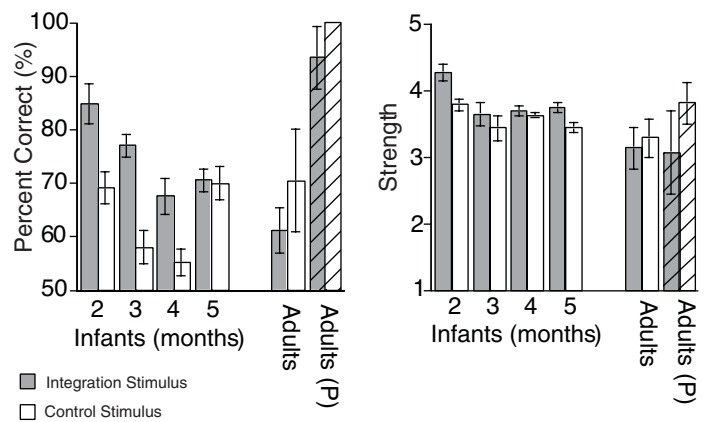 Percent Correct (%)
100
90
80
70
60
50
2 3 4 5
Infants (months)
Adults
Adults (P)
Strength
5
4
3
2
1
2 3 4 5
Infants (months)
Adults
Adults (P)
Integration Stimulus
Control Stimulus